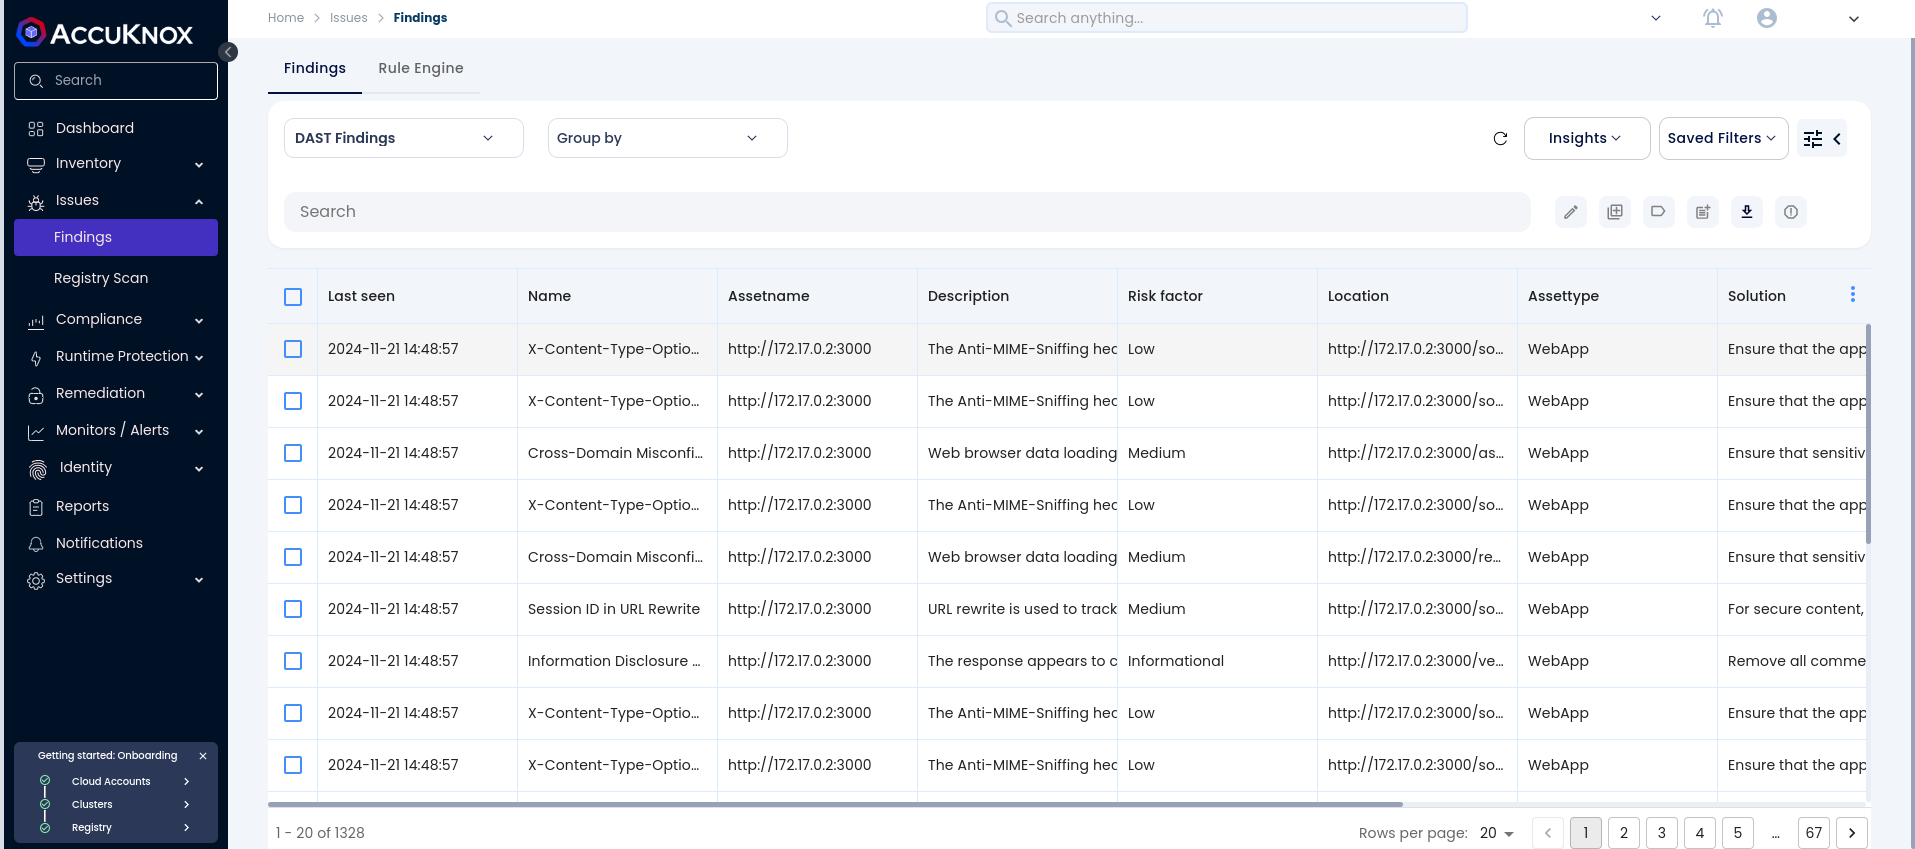 ACCUKNOX
Search
Dashboard
Inventory
Issues
Findings
Registry Scan
Compliance
Runtime Protection
Remediation
Monitors / Alerts
Identity
Reports
Notifications
Settings
Getting started: Onboarding
Cloud Accounts
Clusters
Registry
Home > Issues > Findings
Search anything...
Findings Rule Engine
DAST Findings Group by Insights Saved Filters
Search
Last seen Name Assetname Description Risk factor Location Assettype Solution
2024-11-21 14:48:57 X-Content-Type-Optio... http://172.17.0.2:3000 The Anti-MIME-Sniffing hea Low http://172.17.0.2:3000/so... WebApp Ensure that the app
2024-11-21 14:48:57 X-Content-Type-Optio... http://172.17.0.2:3000 The Anti-MIME-Sniffing hea Low http://172.17.0.2:3000/so... WebApp Ensure that the app
2024-11-21 14:48:57 Cross-Domain Misconfi... http://172.17.0.2:3000 Web browser data loading Medium http://172.17.0.2:3000/as... WebApp Ensure that sensitiv
2024-11-21 14:48:57 X-Content-Type-Optio... http://172.17.0.2:3000 The Anti-MIME-Sniffing hea Low http://172.17.0.2:3000/so... WebApp Ensure that the app
2024-11-21 14:48:57 Cross-Domain Misconfi... http://172.17.0.2:3000 Web browser data loading Medium http://172.17.0.2:3000/re... WebApp Ensure that sensitiv
2024-11-21 14:48:57 Session ID in URL Rewrite http://172.17.0.2:3000 URL rewrite is used to track Medium http://172.17.0.2:3000/so... WebApp For secure content,
2024-11-21 14:48:57 Information Disclosure ... http://172.17.0.2:3000 The response appears to c Informational http://172.17.0.2:3000/ve... WebApp Remove all comme
2024-11-21 14:48:57 X-Content-Type-Optio... http://172.17.0.2:3000 The Anti-MIME-Sniffing hea Low http://172.17.0.2:3000/so... WebApp Ensure that the app
2024-11-21 14:48:57 X-Content-Type-Optio... http://172.17.0.2:3000 The Anti-MIME-Sniffing hea Low http://172.17.0.2:3000/so... WebApp Ensure that the app
1 - 20 of 1328 Rows per page: 20 < 1 2 3 4 5 ... 67 >